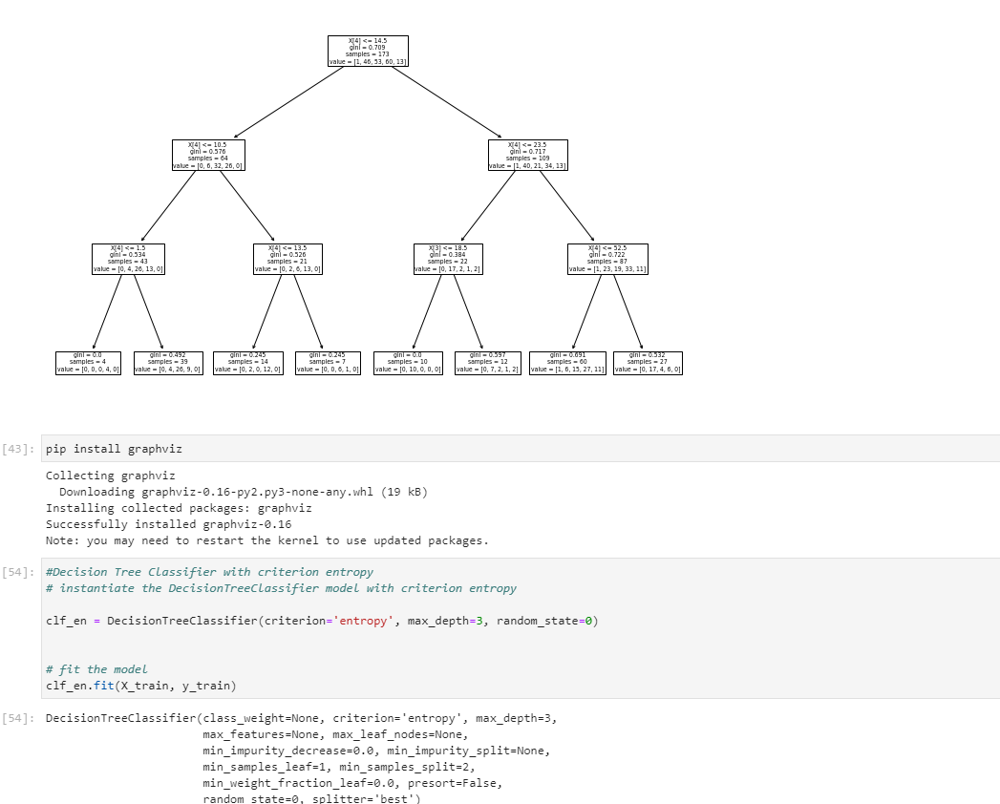 X[4] <= 14.5
gini = 0.709
samples = 173
value = [1, 46, 53, 60, 13]
X[4] <= 10.5
gini = 0.576
samples = 64
value = [0, 6, 32, 26, 0]
X[4] <= 23.5
gini = 0.717
samples = 109
value = [1, 40, 21, 34, 13]
X[4] <= 1.5
gini = 0.534
samples = 43
value = [0, 4, 26, 13, 0]
X[4] <= 13.5
gini = 0.526
samples = 21
value = [0, 2, 6, 13, 0]
X[3] <= 18.5
gini = 0.384
samples = 22
value = [0, 17, 2, 1, 2]
X[4] <= 52.5
gini = 0.722
samples = 87
value = [1, 23, 19, 33, 11]
gini = 0.0
samples = 4
value = [0, 0, 0, 4, 0]
gini = 0.492
samples = 39
value = [0, 4, 26, 9, 0]
gini = 0.245
samples = 14
value = [0, 2, 0, 12, 0]
gini = 0.245
samples = 7
value = [0, 0, 6, 1, 0]
gini = 0.0
samples = 10
value = [0, 10, 0, 0, 0]
gini = 0.597
samples = 12
value = [0, 7, 2, 1, 2]
gini = 0.691
samples = 60
value = [1, 6, 15, 27, 11]
gini = 0.532
samples = 27
value = [0, 17, 4, 6, 0]
[43]: pip install graphviz
Collecting graphviz
Downloading graphviz-0.16-py2.py3-none-any.whl (19 kB)
Installing collected packages: graphviz
Successfully installed graphviz-0.16
Note: you may need to restart the kernel to use updated packages.
[54]: #Decision Tree Classifier with criterion entropy
# instantiate the DecisionTreeClassifier model with criterion entropy
clf_en = DecisionTreeClassifier(criterion='entropy', max_depth=3, random_state=0)
# fit the model
clf_en.fit(X_train, y_train)
[54]: DecisionTreeClassifier(class_weight=None, criterion='entropy', max_depth=3,
max_features=None, max_leaf_nodes=None,
min_impurity_decrease=0.0, min_impurity_split=None,
min_samples_leaf=1, min_samples_split=2,
min_weight_fraction_leaf=0.0, presort=False,
random_state=0, splitter='best')